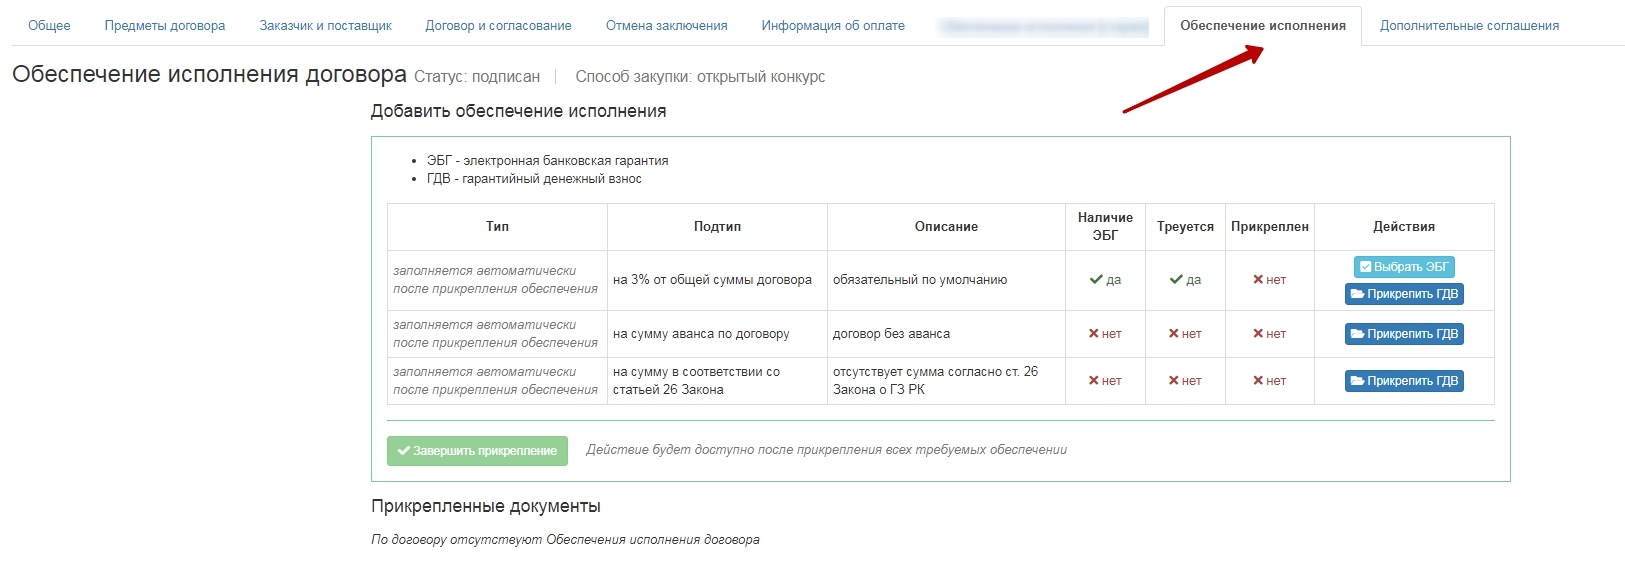 Общее Предметы договора Заказчик и поставщик Договор и согласование Отмена заключения Информация об оплате Обеспечение исполнения Дополнительные соглашения
Обеспечение исполнения договора Статус: подписан Способ закупки: открытый конкурс
Добавить обеспечение исполнения
ЭБГ - электронная банковская гарантия
ГДВ - гарантийный денежный взнос
Тип Подтип Описание Наличие ЭБГ Треуется Прикреплен Действия
заполняется автоматически
после прикрепления обеспечения
на 3% от общей суммы договора
обязательный по умолчанию
да
да
нет
Выбрать ЭБГ
Прикрепить ГДВ
заполняется автоматически
после прикрепления обеспечения
на сумму аванса по договору
договор без аванса
нет
нет
нет
Прикрепить ГДВ
заполняется автоматически
после прикрепления обеспечения
на сумму в соответствии со
статьей 26 Закона
отсутствует сумма согласно ст. 26
Закона о ГЗ РК
нет
нет
нет
Прикрепить ГДВ
Завершить прикрепление Действие будет доступно после прикрепления всех требуемых обеспечении
Прикрепленные документы
По договору отсутствуют Обеспечения исполнения договора